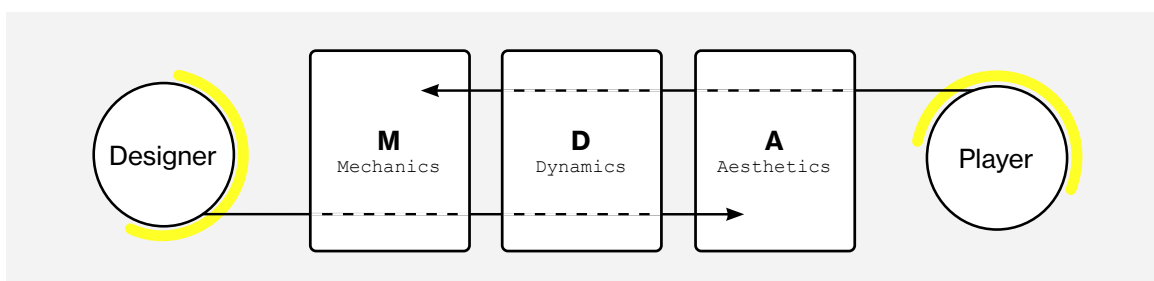 Designer
M
Mechanics
D
Dynamics
A
Aesthetics
Player